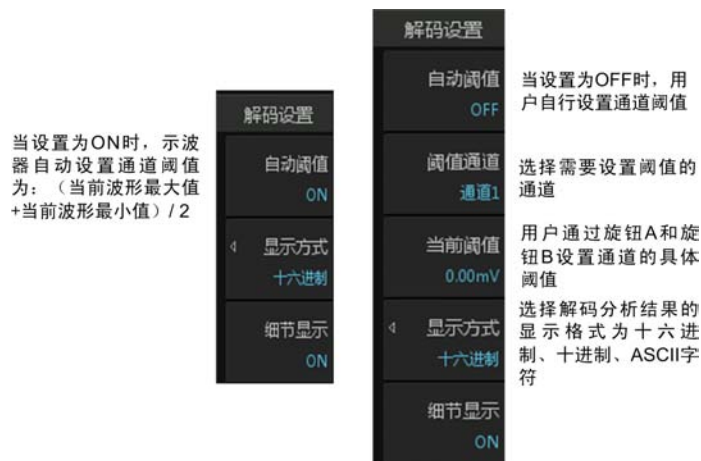 当设置为ON时，示波
器自动设置通道阈值
为：（当前波形最大值
+当前波形最小值）/ 2
解码设置
自动阈值
ON
显示方式
十六进制
细节显示
ON
解码设置
自动阈值
OFF
阈值通道
通道1
当前阈值
0.00mV
显示方式
十六进制
细节显示
ON
当设置为OFF时，用
户自行设置通道阈值
选择需要设置阈值的
通道
用户通过旋钮A和旋
钮B设置通道的具体
阈值
选择解码分析结果的
显示格式为十六进
制、十进制、ASCII字
符